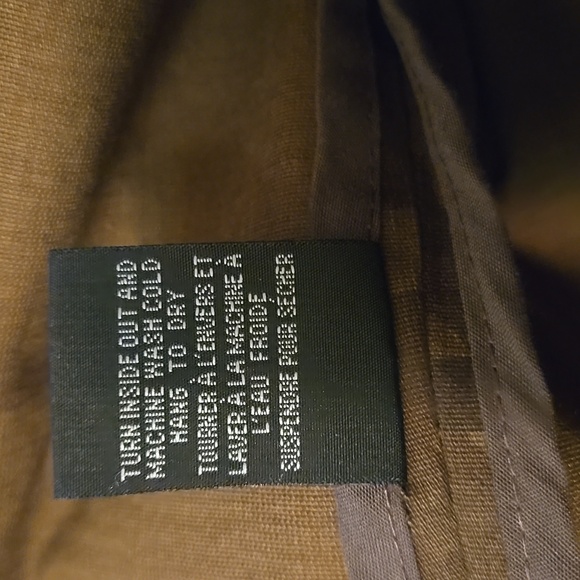 TURN INSIDE OUT AND
MACHINE WASH COLD
HANG TO DRY
TOURNER À L'ENVERS ET
LAVER À LA MACHINE À
L'EAU FROIDE
SUSPENDRE POUR SÉCHER